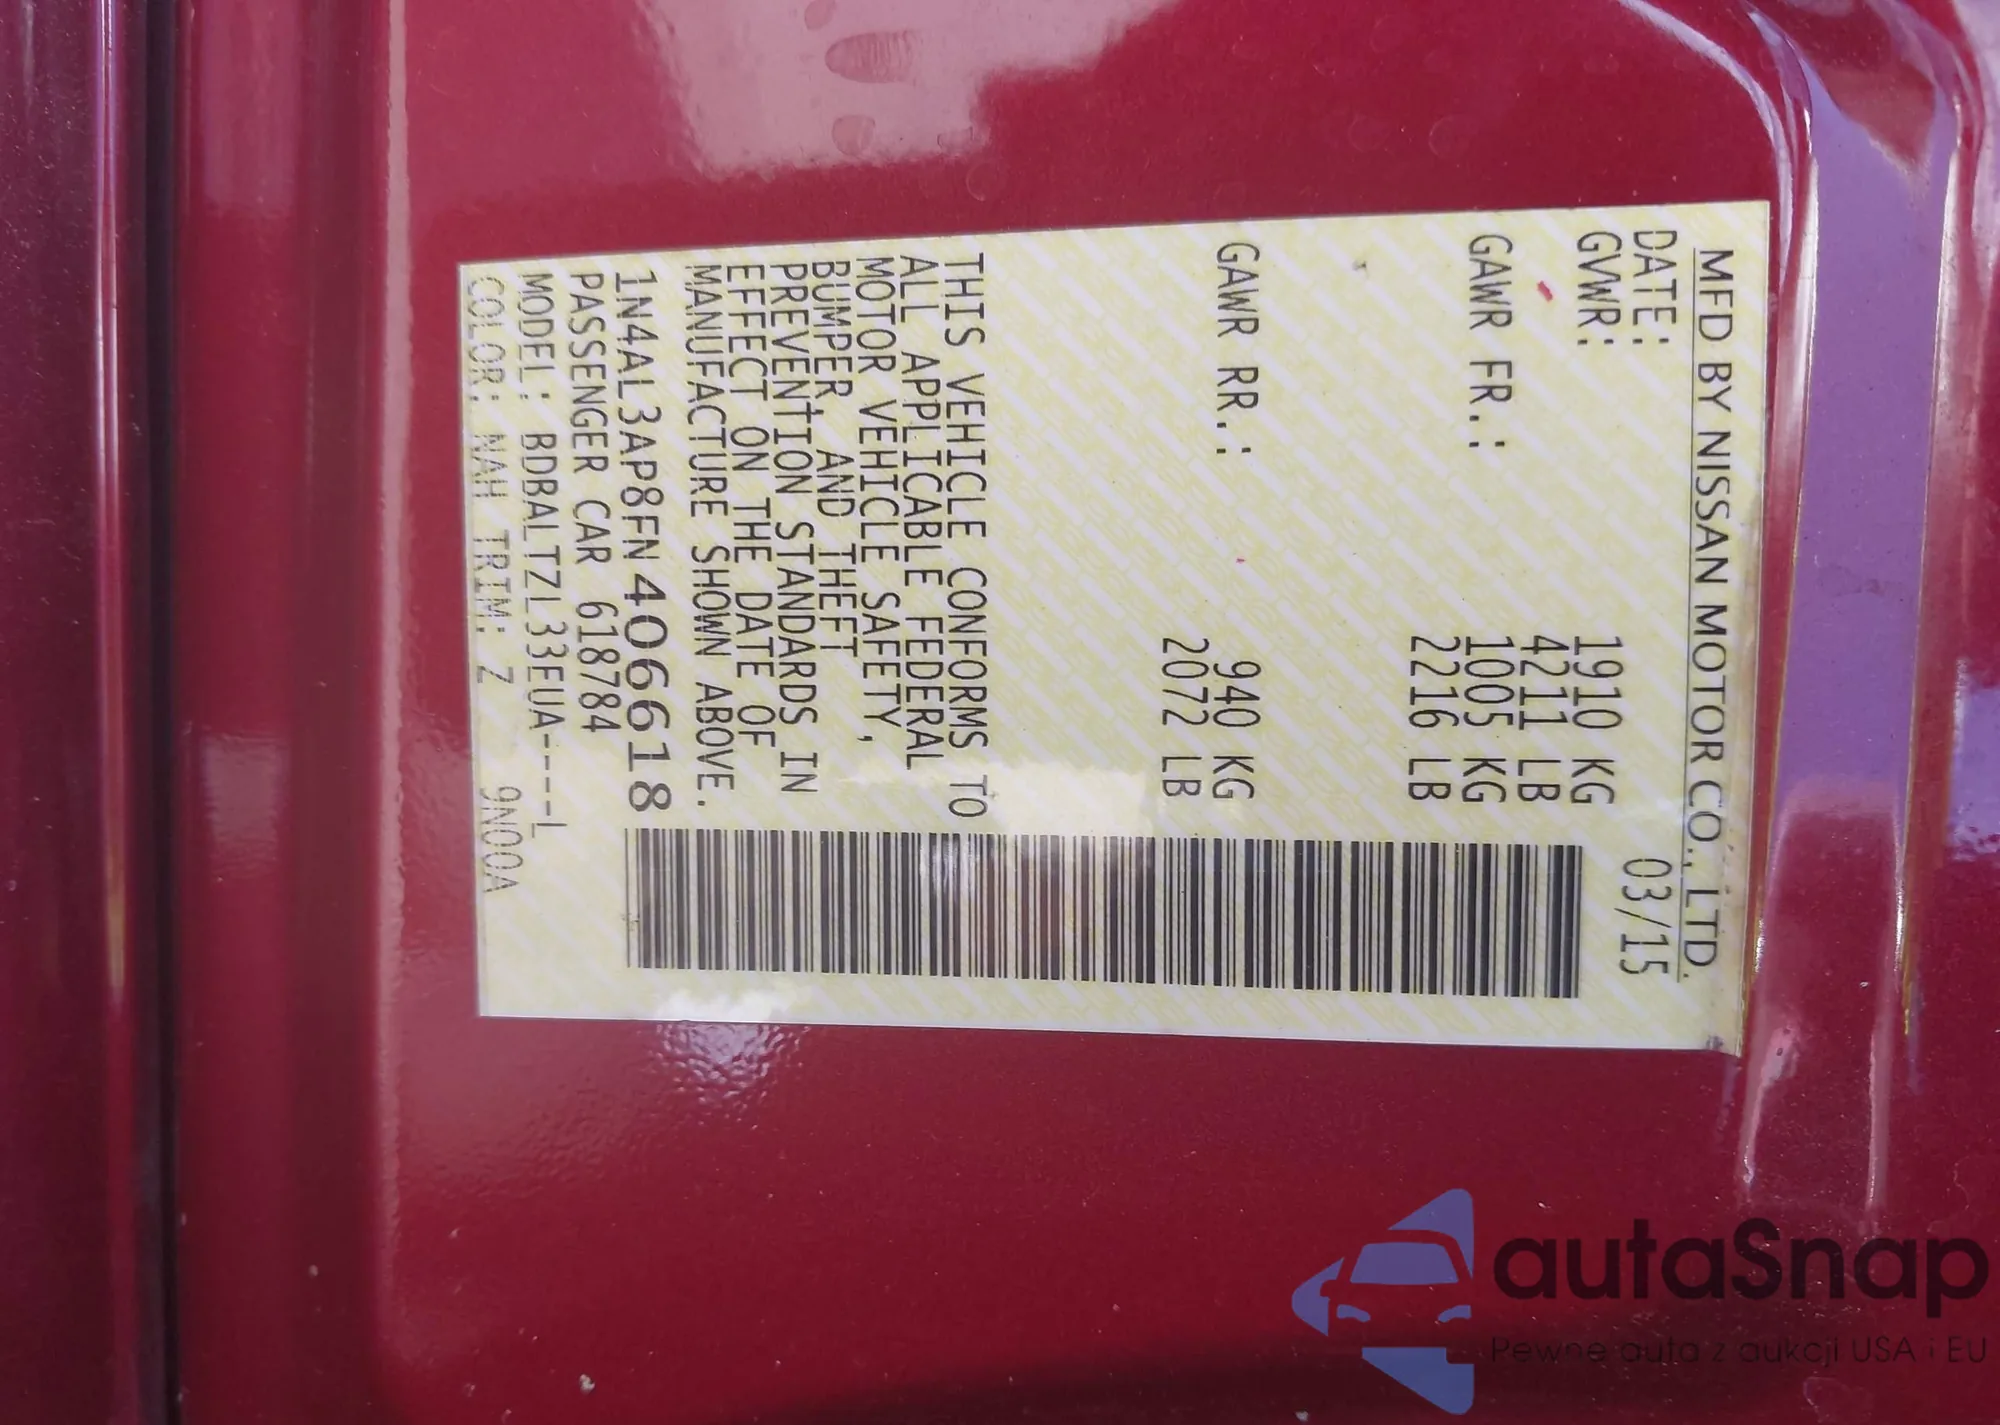 MFD BY NISSAN MOTOR CO., LTD.
DATE: 03/15
GVWR: 1910 KG
4211 LB
GAWR FR.: 1005 KG
2216 LB
GAWR RR.: 940 KG
2072 LB
THIS VEHICLE CONFORMS TO
ALL APPLICABLE FEDERAL
MOTOR VEHICLE SAFETY,
BUMPER, AND THEFT
PREVENTION STANDARDS IN
EFFECT ON THE DATE OF
MANUFACTURE SHOWN ABOVE.
1N4AL3AP8FN 406618
PASSENGER CAR 618784
MODEL: BDBALTZL33EUA----L
COLOR: NAH TRIM: Z 9N00A
autaSnap
Pewne auta z aukcji USA i EU